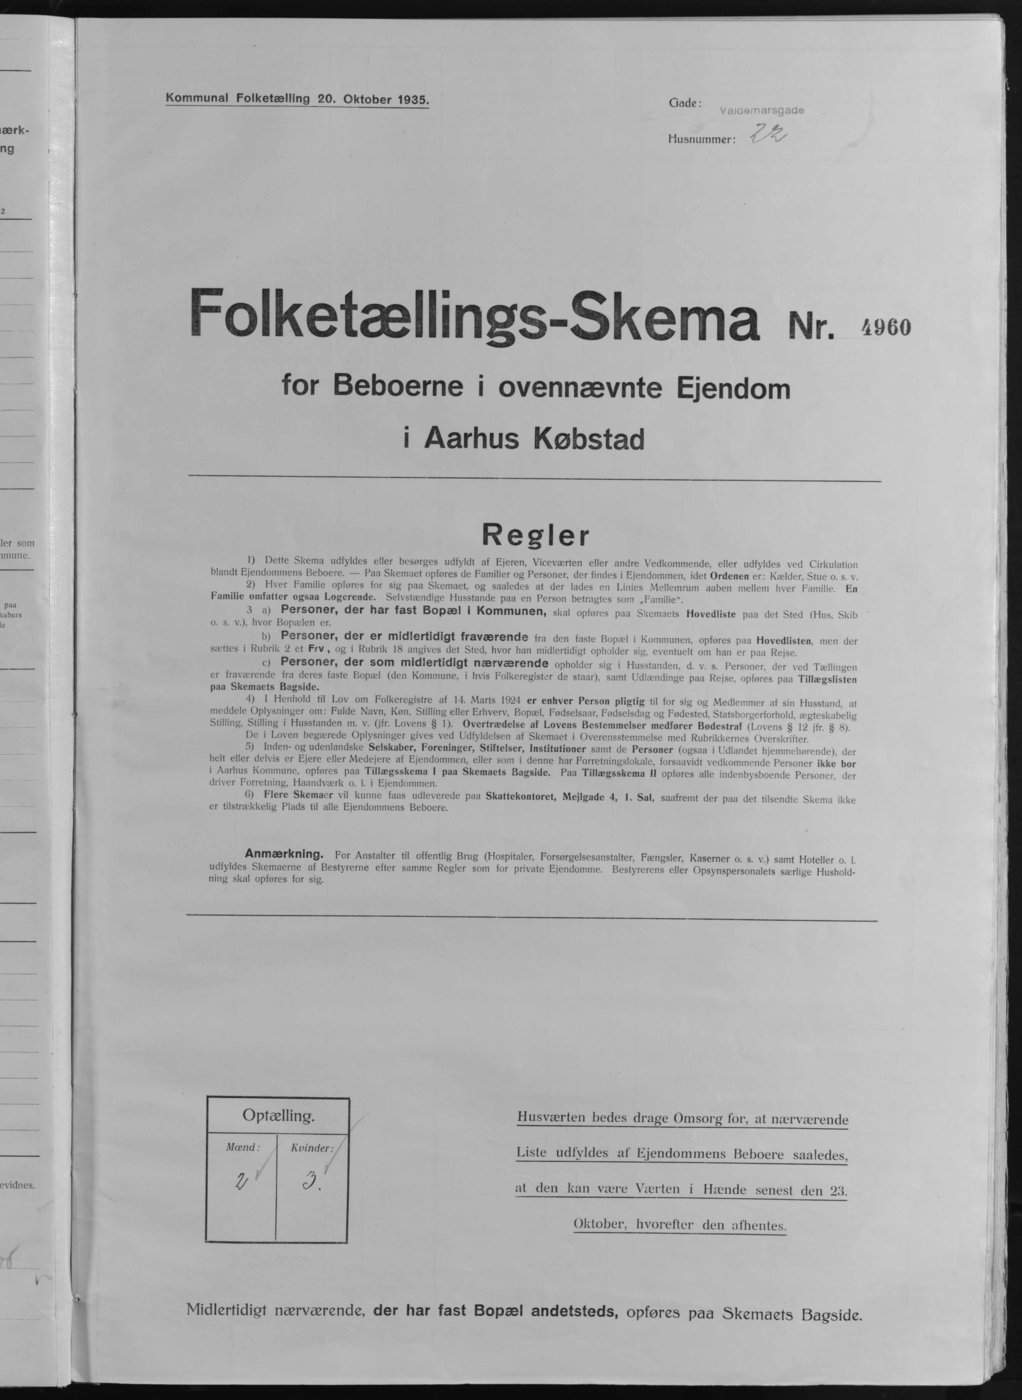 Kommunal Folketælling 20. Oktober 1935.
Gade: Valdemarsgade
Husnummer: 22
Folketællings-Skema Nr. 4960
for Beboerne i ovennævnte Ejendom
i Aarhus Købstad
Regler
1) Dette Skema udfyldes eller besørges udfyldt af Ejeren, Viceværten eller andre Vedkommende, eller udfyldes ved Cirkulation
blandt Ejendommens Beboere. — Paa Skemaet opføres de Familier og Personer, der findes i Ejendommen, idet Ordenen er: Kælder, Stue o. s. v.
2) Hver Familie opføres for sig paa Skemaet, og saaledes at der lades en Linies Mellemrum aaben mellem hver Familie. En
Familie omfatter ogsaa Logerende. Selvstændige Husstande paa en Person betragtes som „Familie“.
3 a) Personer, der har fast Bopæl i Kommunen, skal opføres paa Skemaets Hovedliste paa det Sted (Hus, Skib
o. s. v.), hvor Bopælen er.
b) Personer, der er midlertidigt fraværende fra den faste Bopæl i Kommunen, opføres paa Hovedlisten, men der
sættes i Rubrik 2 et Frv., og i Rubrik 18 angives det Sted, hvor han midlertidigt opholder sig, eventuelt om han er paa Rejse.
c) Personer, der som midlertidigt nærværende opholder sig i Husstanden, d. v. s. Personer, der ved Tællingen
er fraværende fra deres faste Bopæl (den Kommune, i hvis Folkeregister de staar), samt Udlændinge paa Rejse, opføres paa Tillægslisten
paa Skemaets Bagside.
4) I Henhold til Lov om Folkeregistre af 14. Marts 1924 er enhver Person pligtig til for sig og Medlemmer af sin Husstand, at
meddele Oplysninger om: Fulde Navn, Køn, Stilling eller Erhverv, Bopæl, Fødselsaar, Fødselsdag og Fødested, Statsborgerforhold, ægteskabelig
Stilling, Stilling i Husstanden m. v. (jfr. Lovens § 1). Overtrædelse af Lovens Bestemmelser medfører Bødestraf (Lovens § 12 jfr. § 8).
De i Loven begærede Oplysninger gives ved Udfyldelsen af Skemaet i Overensstemmelse med Rubrikkernes Overskrifter.
5) Inden- og udenlandske Selskaber, Foreninger, Stiftelser, Institutioner samt de Personer (ogsaa i Udlandet hjemmehørende), der
helt eller delvis er Ejere eller Medejere af Ejendommen, eller som i denne har Forretningslokale, forsaavidt vedkommende Personer ikke bor
i Aarhus Kommune, opføres paa Tillægsskema I paa Skemaets Bagside. Paa Tillægsskema II opføres alle indenbysboende Personer, der
driver Forretning, Haandværk o. l. i Ejendommen.
6) Flere Skemaer vil kunne faas udleverede paa Skattekontoret, Mejlgade 4, 1. Sal, saafremt der paa det tilsendte Skema ikke
er tilstrækkelig Plads til alle Ejendommens Beboere.
Anmærkning. For Anstalter til offentlig Brug (Hospitaler, Forsørgelsesanstalter, Fængsler, Kaserner o. s. v.) samt Hoteller o. l.
udfyldes Skemaerne af Bestyrerne efter samme Regler som for private Ejendomme. Bestyrerens eller Opsynspersonalets særlige Hushold-
ning skal opføres for sig.
Optælling.
Mænd: Kvinder:
2 3.
Husværten bedes drage Omsorg for, at nærværende
Liste udfyldes af Ejendommens Beboere saaledes,
at den kan være Værten i Hænde senest den 23.
Oktober, hvorefter den afhentes.
Midlertidigt nærværende, der har fast Bopæl andetsteds, opføres paa Skemaets Bagside.